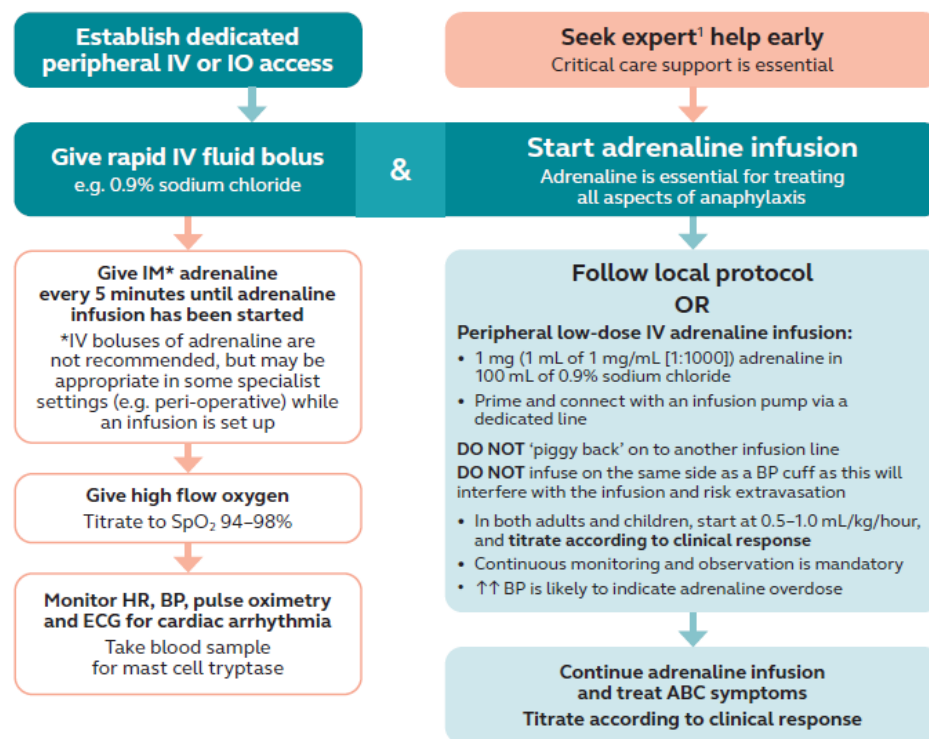 Establish dedicated
peripheral IV or IO access
Seek expert¹ help early
Critical care support is essential
Give rapid IV fluid bolus
e.g. 0.9% sodium chloride
&
Start adrenaline infusion
Adrenaline is essential for treating
all aspects of anaphylaxis
Give IM* adrenaline
every 5 minutes until adrenaline
infusion has been started
*IV boluses of adrenaline are
not recommended, but may be
appropriate in some specialist
settings (e.g. peri-operative) while
an infusion is set up
Give high flow oxygen
Titrate to SpO₂ 94–98%
Monitor HR, BP, pulse oximetry
and ECG for cardiac arrhythmia
Take blood sample
for mast cell tryptase
Follow local protocol
OR
Peripheral low-dose IV adrenaline infusion:
• 1 mg (1 mL of 1 mg/mL [1:1000]) adrenaline in
100 mL of 0.9% sodium chloride
• Prime and connect with an infusion pump via a
dedicated line
DO NOT ‘piggy back’ on to another infusion line
DO NOT infuse on the same side as a BP cuff as this will
interfere with the infusion and risk extravasation
• In both adults and children, start at 0.5–1.0 mL/kg/hour,
and titrate according to clinical response
• Continuous monitoring and observation is mandatory
• ↑↑ BP is likely to indicate adrenaline overdose
Continue adrenaline infusion
and treat ABC symptoms
Titrate according to clinical response